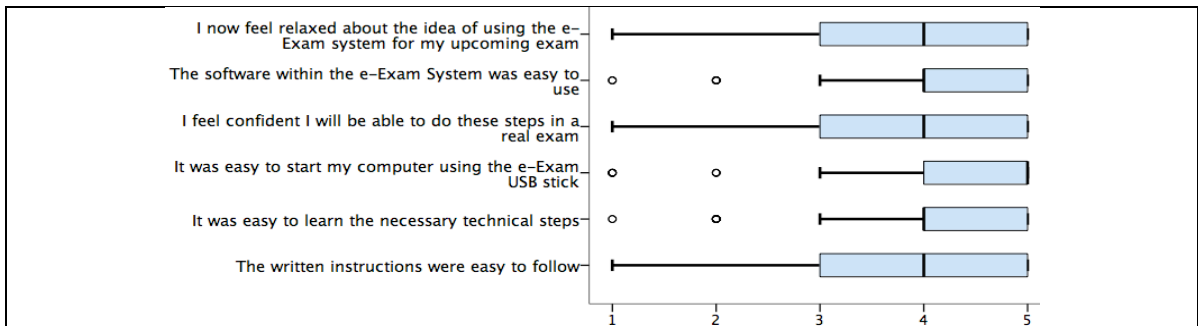 I now feel relaxed about the idea of using the e-
Exam system for my upcoming exam
The software within the e-Exam System was easy to
use
I feel confident I will be able to do these steps in a
real exam
It was easy to start my computer using the e-Exam
USB stick
It was easy to learn the necessary technical steps
The written instructions were easy to follow
1 2 3 4 5